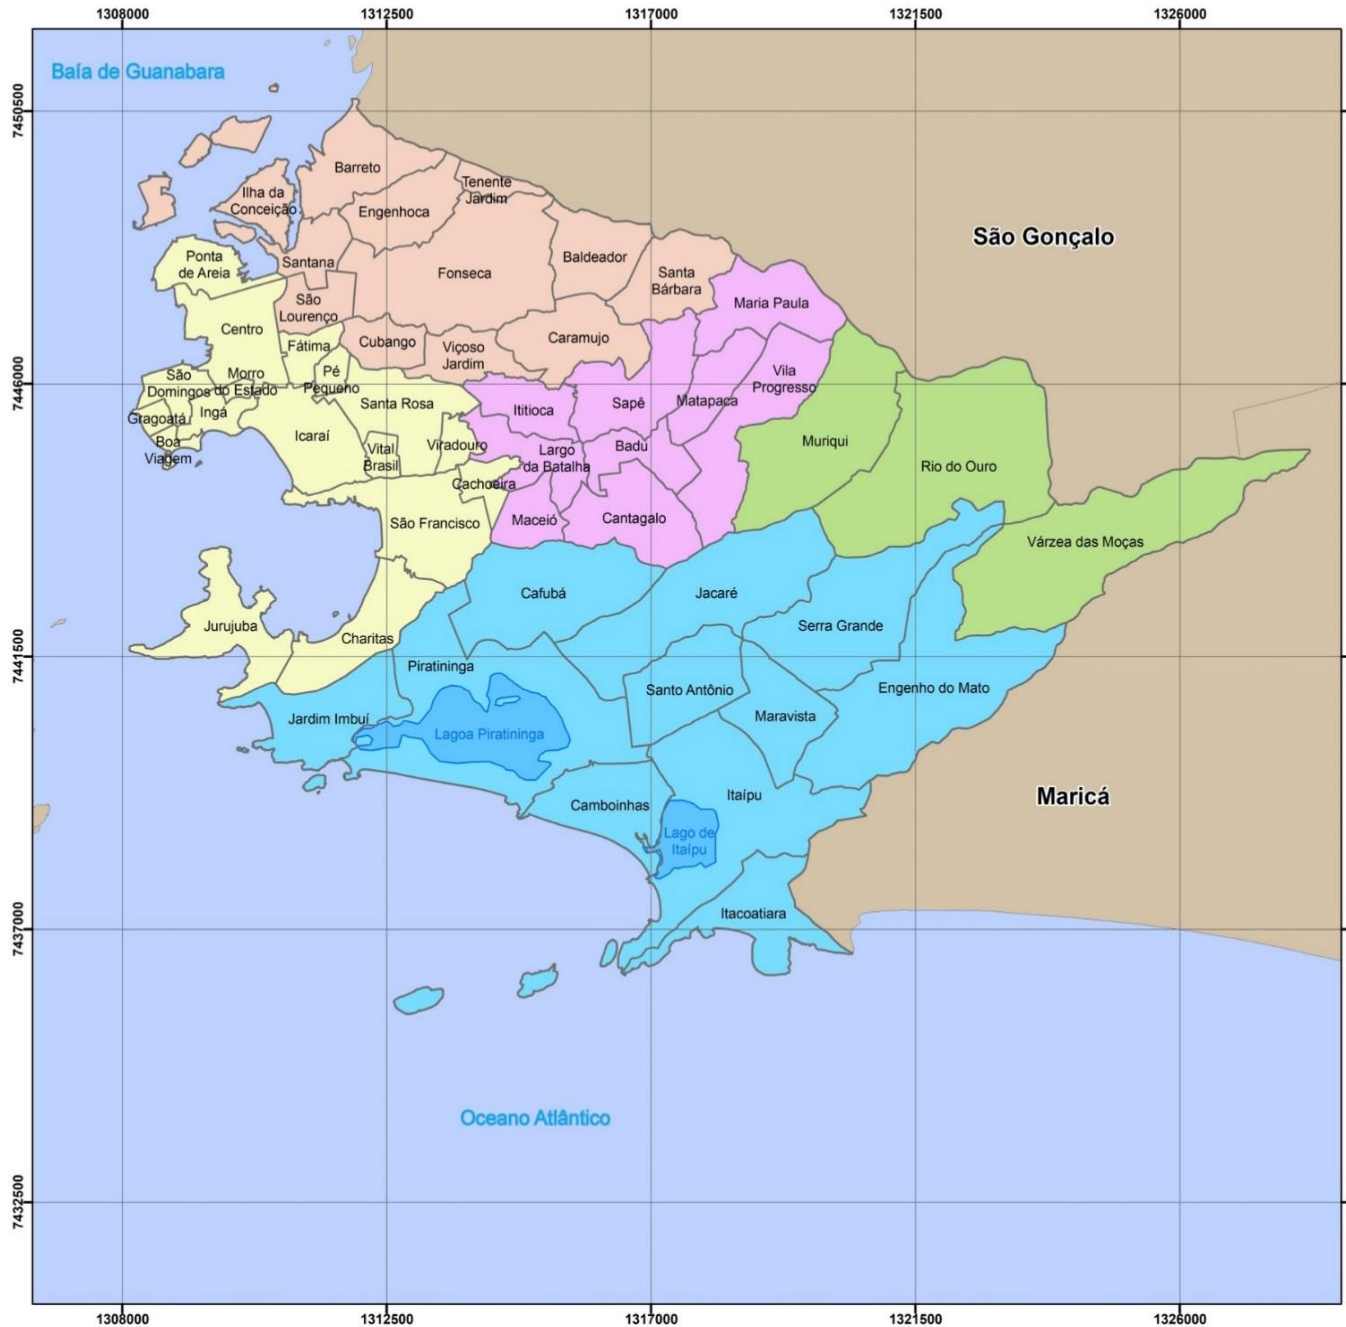 1308000
1312500
1317000
1321500
1326000
Baía de Guanabara
7450500
Barreto
Tenente
Jardim
Ilha da
Conceição
Engenhoca
São Gonçalo
Ponta
de Areia
Santana
Fonseca
Baldeador
Santa
Bárbara
São
Lourenço
Maria Paula
Centro
Fátima
Cubango
Viçoso
Jardim
Caramujo
7446000
São
Domingos
Morro
do Estado
Pé
Pequeno
Vila
Progresso
Gragoatá
Ingá
Santa Rosa
Ititioca
Sapê
Matapaca
Boa
Viagem
Icaraí
Vital
Brasil
Viradouro
Largo
da Batalha
Badu
Muriqui
Rio do Ouro
Cachoeira
São Francisco
Maceió
Cantagalo
Várzea das Moças
Cafubá
Jacaré
Jurujuba
Charitas
Serra Grande
7441500
Piratininga
Santo Antônio
Engenho do Mato
Jardim Imbuí
Maravista
Lagoa Piratininga
Camboinhas
Itaípu
Maricá
Lago de
Itaípu
Itacoatiara
7437000
Oceano Atlântico
7432500
1308000
1312500
1317000
1321500
1326000